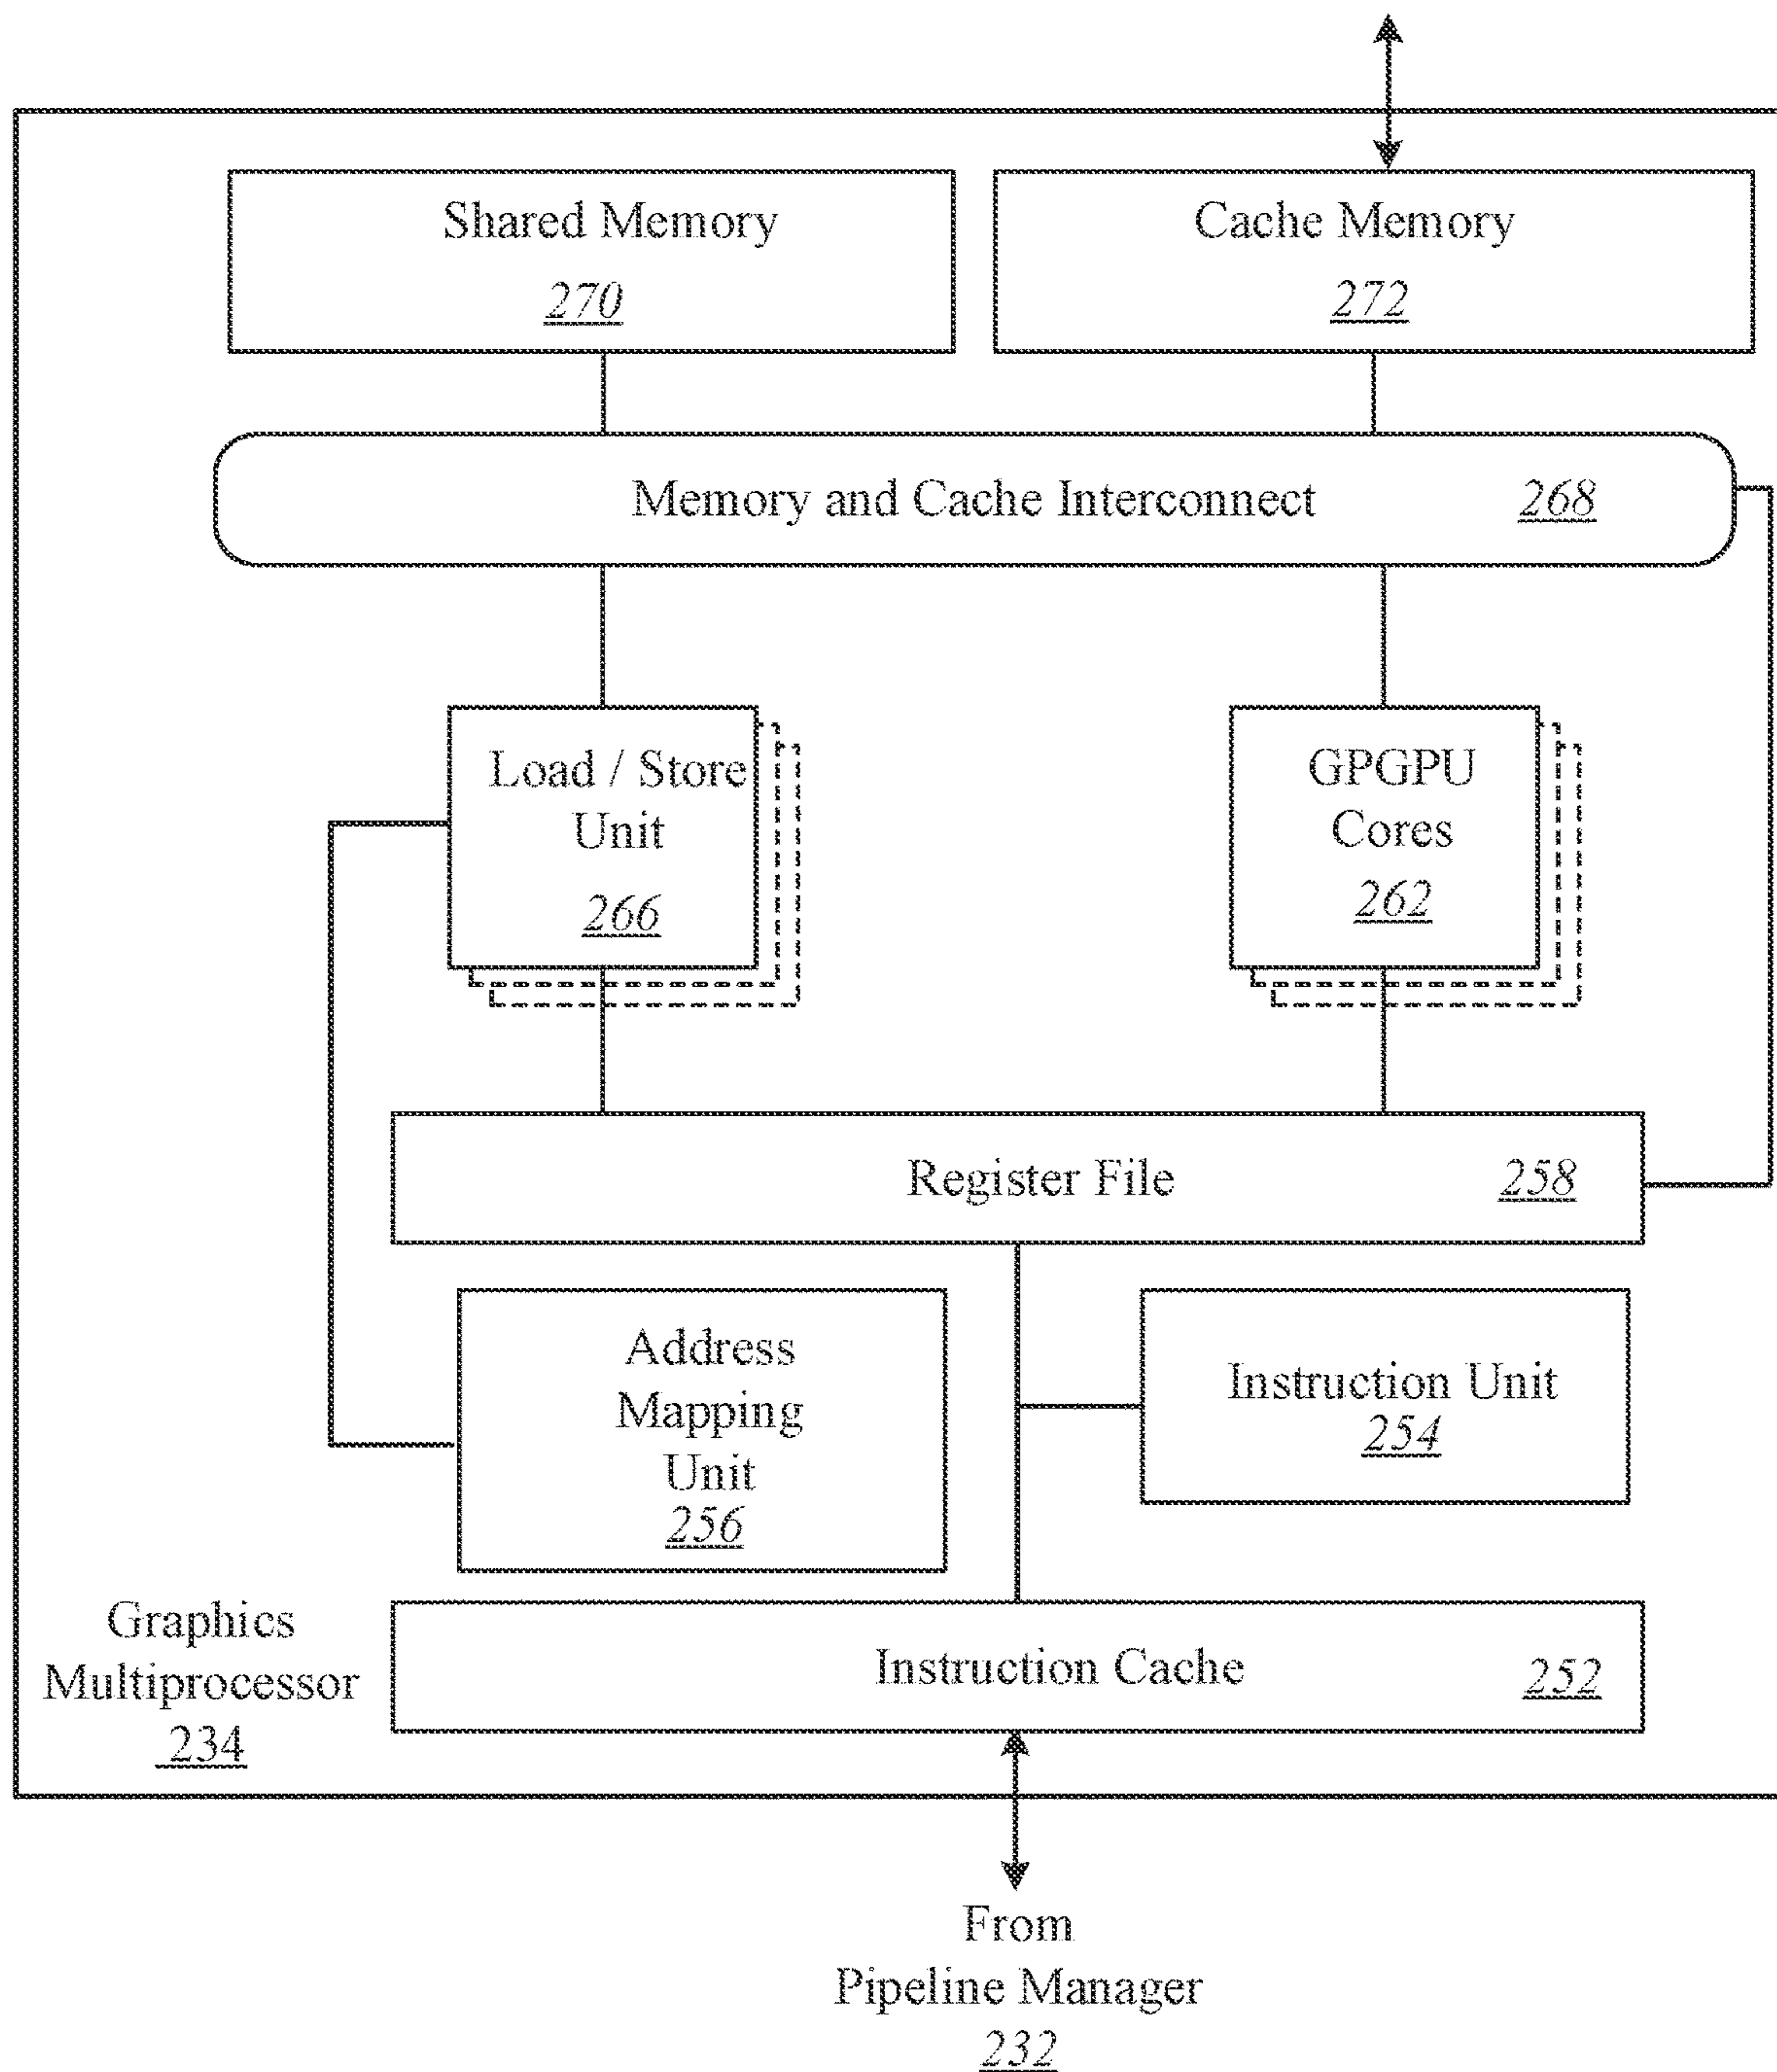 Shared Memory
270
Cache Memory
272
Memory and Cache Interconnect 268
Load / Store
Unit
266
GPGPU
Cores
262
Register File 258
Address
Mapping
Unit
256
Instruction Unit
254
Graphics
Multiprocessor
234
Instruction Cache 252
From
Pipeline Manager
232